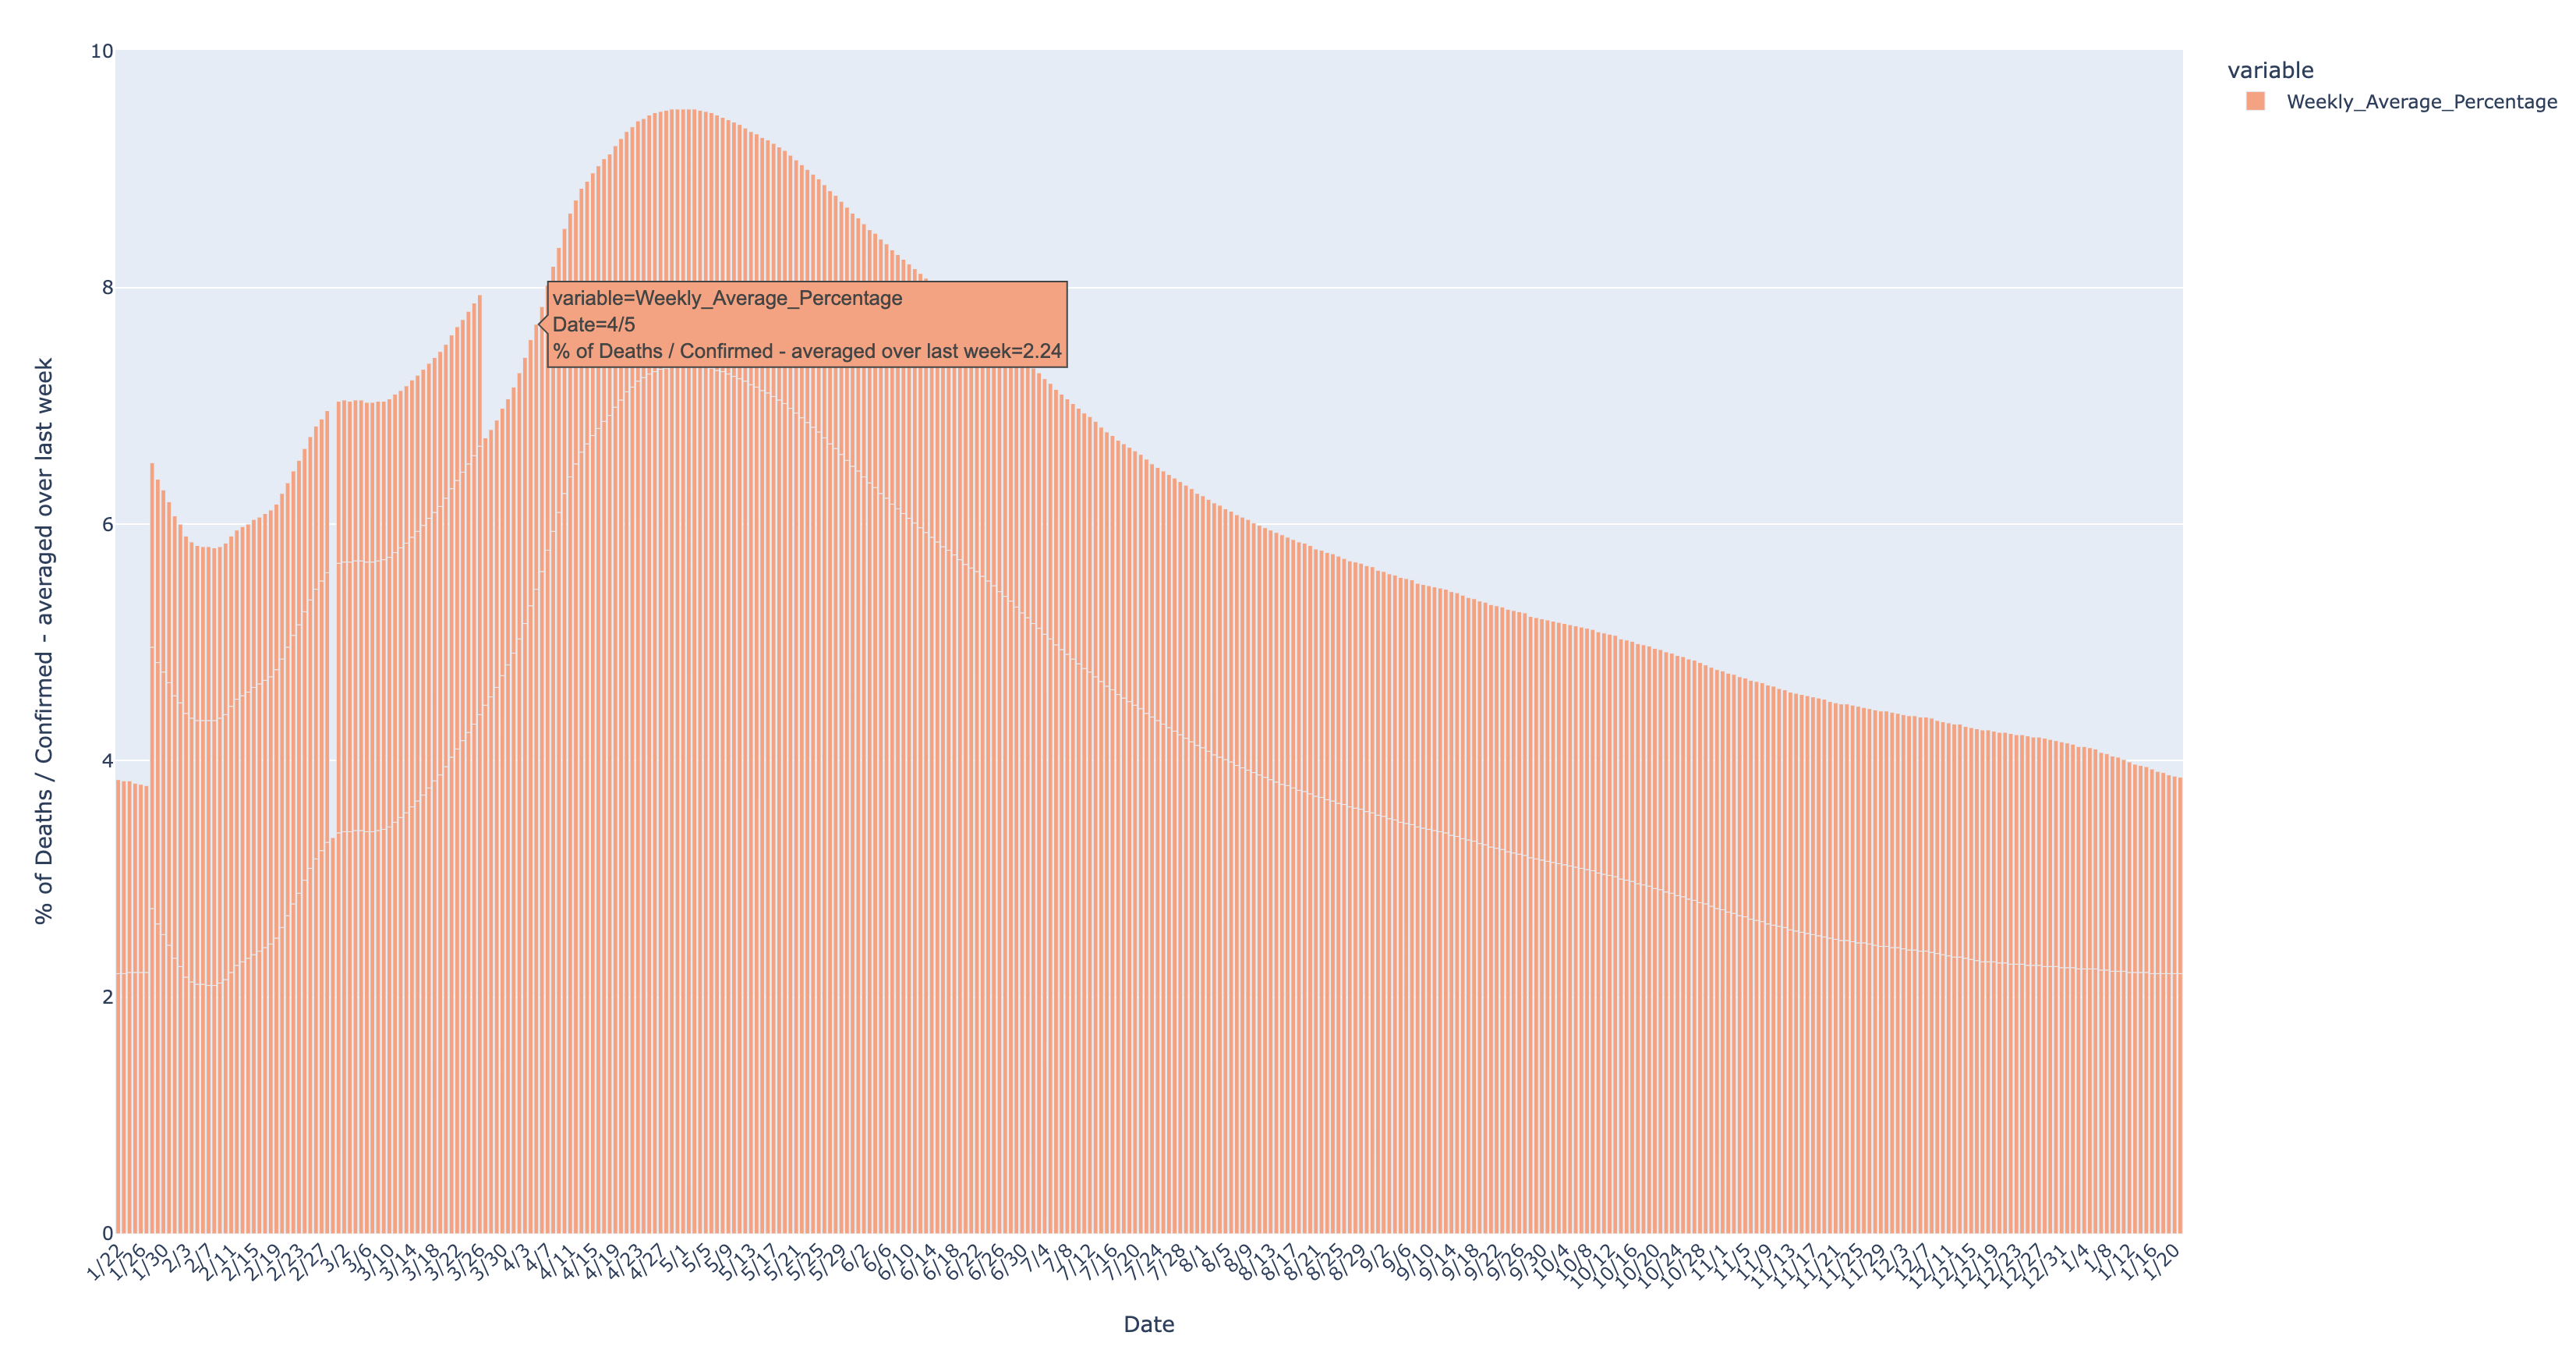 variable
Weekly_Average_Percentage
10
8
6
4
2
0
% of Deaths / Confirmed - averaged over last week
variable=Weekly_Average_Percentage
Date=4/5
% of Deaths / Confirmed - averaged over last week=2.24
1/22 1/26 1/30 2/3 2/7 2/11 2/15 2/19 2/23 2/27 3/2 3/6 3/10 3/14 3/18 3/22 3/26 3/30 4/3 4/7 4/11 4/15 4/19 4/23 4/27 5/1 5/5 5/9 5/13 5/17 5/21 5/25 5/29 6/2 6/6 6/10 6/14 6/18 6/22 6/26 6/30 7/4 7/8 7/12 7/16 7/20 7/24 7/28 8/1 8/5 8/9 8/13 8/17 8/21 8/25 8/29 9/2 9/6 9/10 9/14 9/18 9/22 9/26 9/30 10/4 10/8 10/12 10/16 10/20 10/24 10/28 11/1 11/5 11/9 11/13 11/17 11/21 11/25 11/29 12/3 12/7 12/11 12/15 12/19 12/23 12/27 12/31 1/4 1/8 1/12 1/16 1/20
Date